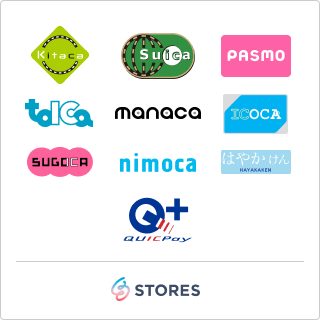 Kitaca
Suica
PASMO
toICa
manaca
ICOCA
SUGOCA
nimoca
はやかけん
HAYAKAKEN
Q+
QUICPay
STORES